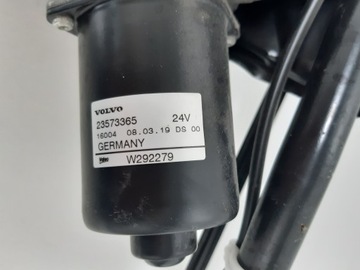 VOLVO
23573365 24V
16004 08.03.19 DS 00
GERMANY
W292279